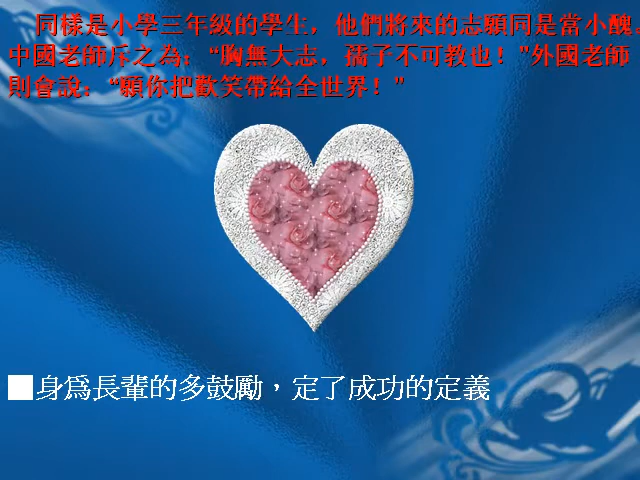 同樣是小學三年級的學生，他們將來的志願同是當小醜。
中國老師斥之為：“胸無大志，孺子不可教也！”外國老師
則會說：“願你把歡笑帶給全世界！”
■身為長輩的多鼓勵，定了成功的定義